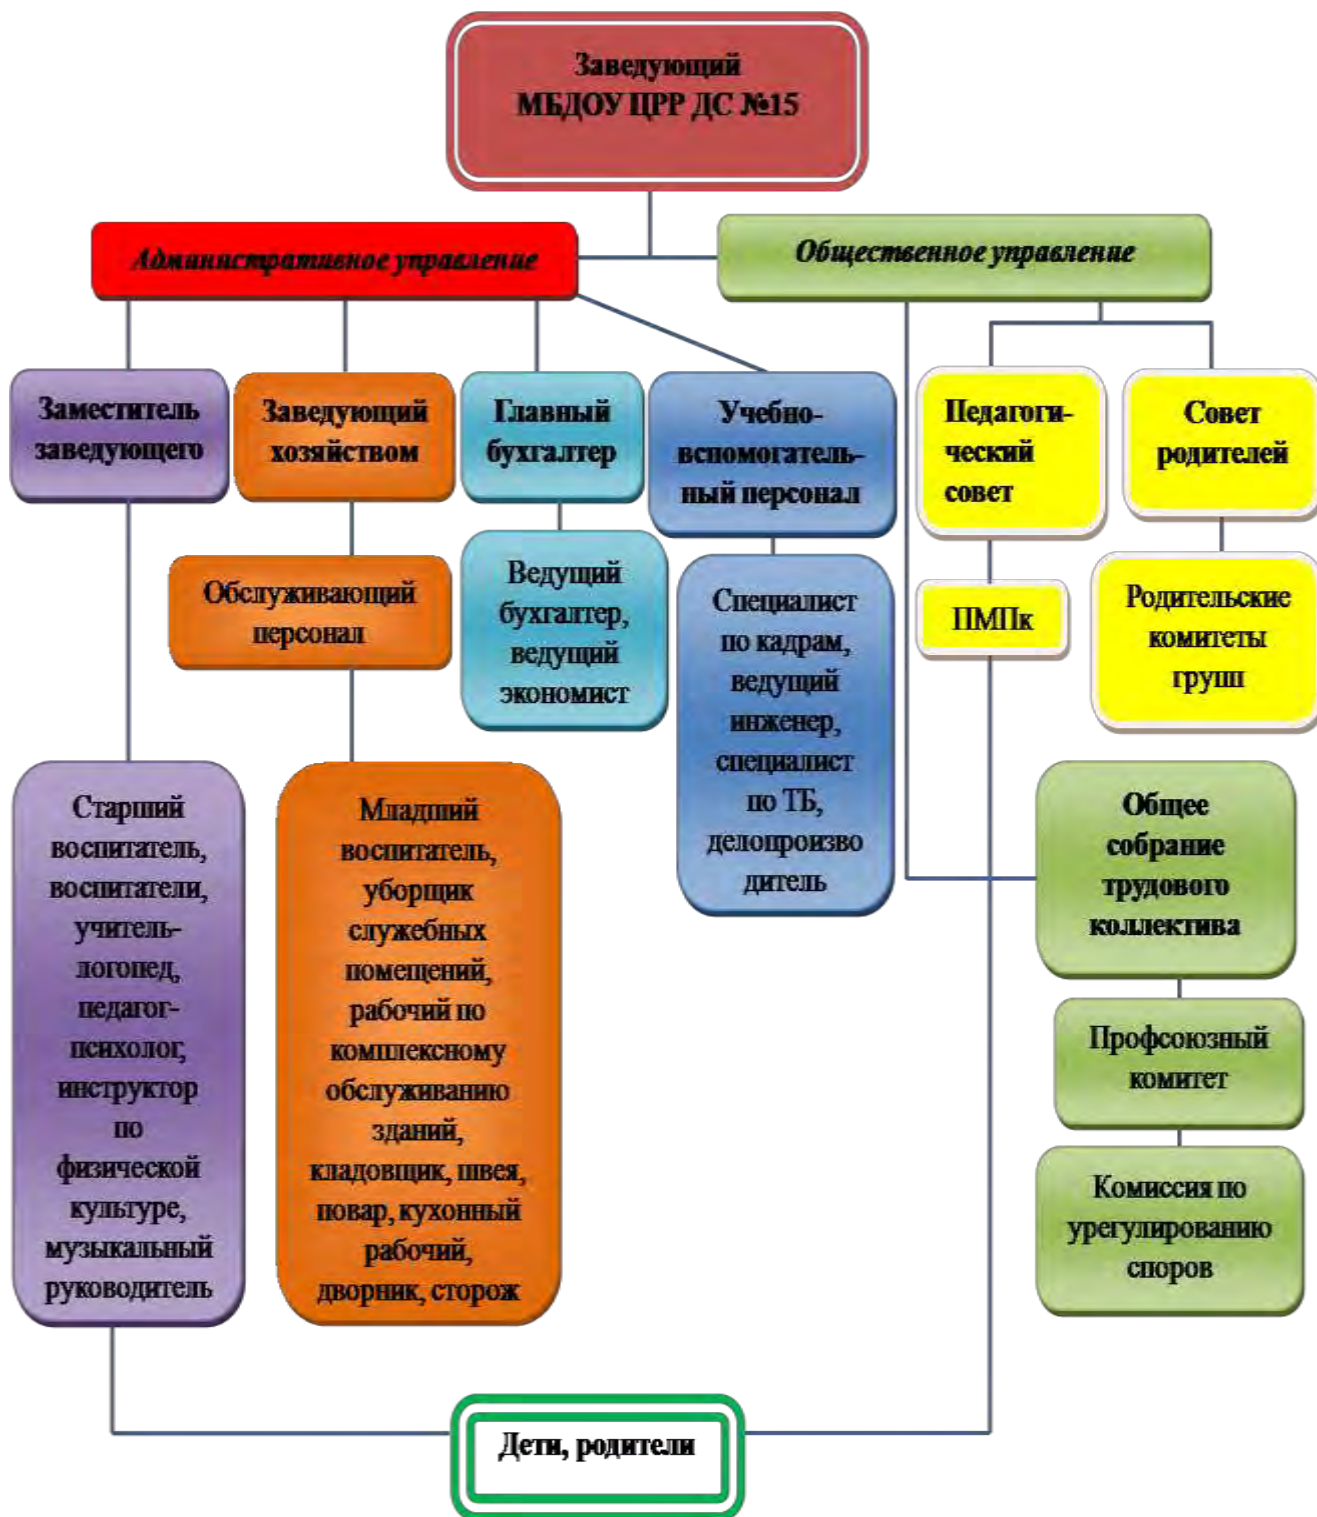 Заведующий
МБДОУ ЦРР ДС №15
Административное управление
Общественное управление
Заместитель
заведующего
Заведующий
хозяйством
Главный
бухгалтер
Учебно-
вспомогатель-
ный персонал
Педагоги-
ческий
совет
Совет
родителей
Обслуживающий
персонал
Ведущий
бухгалтер,
ведущий
экономист
Специалист
по кадрам,
ведущий
инженер,
специалист
по ТБ,
делопроизво
дитель
ПМПк
Родительские
комитеты
групп
Старший
воспитатель,
воспитатели,
учитель-
логопед,
педагог-
психолог,
инструктор
по
физической
культуре,
музыкальный
руководитель
Младший
воспитатель,
уборщик
служебных
помещений,
рабочий по
комплексному
обслуживанию
зданий,
кладовщик, швея,
повар, кухонный
рабочий,
дворник, сторож
Общее
собрание
трудового
коллектива
Профсоюзный
комитет
Комиссия по
урегулированию
споров
Дети, родители